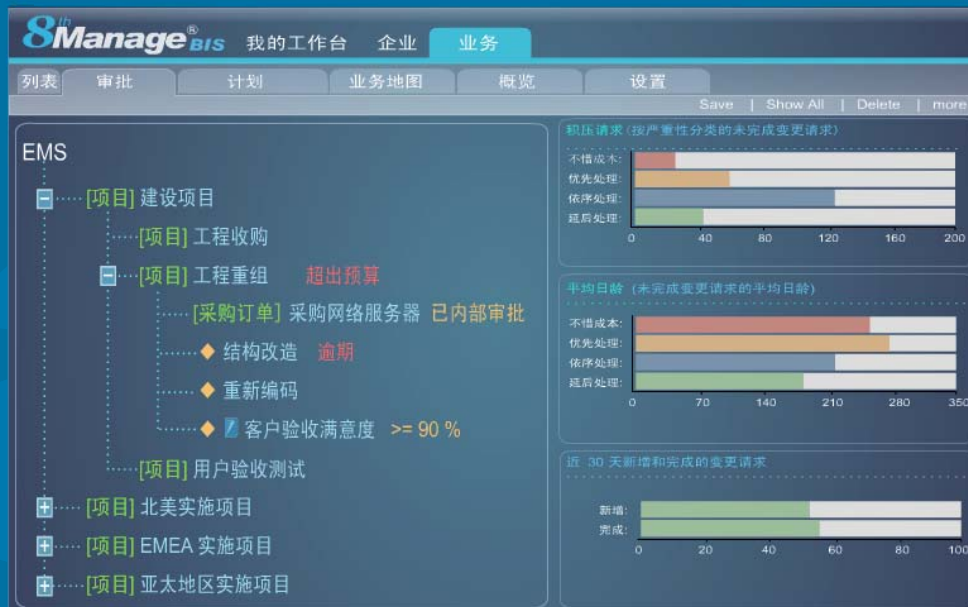 8thManage®BIS 我的工作台 企业 业务
列表 审批 计划 业务地图 概览 设置
Save | Show All | Delete | more
EMS
[项目] 建设项目
[项目] 工程收购
[项目] 工程重组 超出预算
[采购订单] 采购网络服务器 已内部审批
结构改造 逾期
重新编码
客户验收满意度 >= 90 %
[项目] 用户验收测试
[项目] 北美实施项目
[项目] EMEA 实施项目
[项目] 亚太地区实施项目
积压请求 (按严重性分类的未完成变更请求)
不惜成本:
优先处理:
依序处理:
延后处理:
0 40 80 120 160 200
平均日龄 (未完成变更请求的平均日龄)
不惜成本:
优先处理:
依序处理:
延后处理:
0 70 140 210 280 350
近 30 天新增和完成的变更请求
新增:
完成:
0 20 40 60 80 100